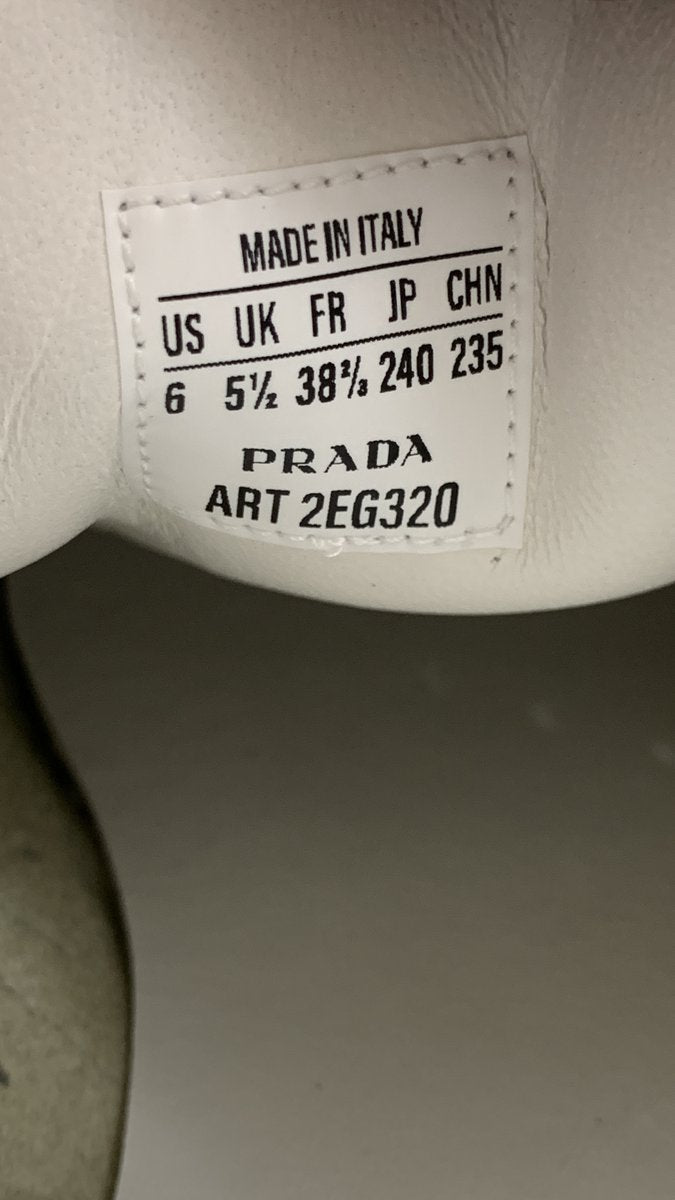 MADE IN ITALY
US UK FR JP CHN
6 5½ 38⅔ 240 235
PRADA
ART 2EG320